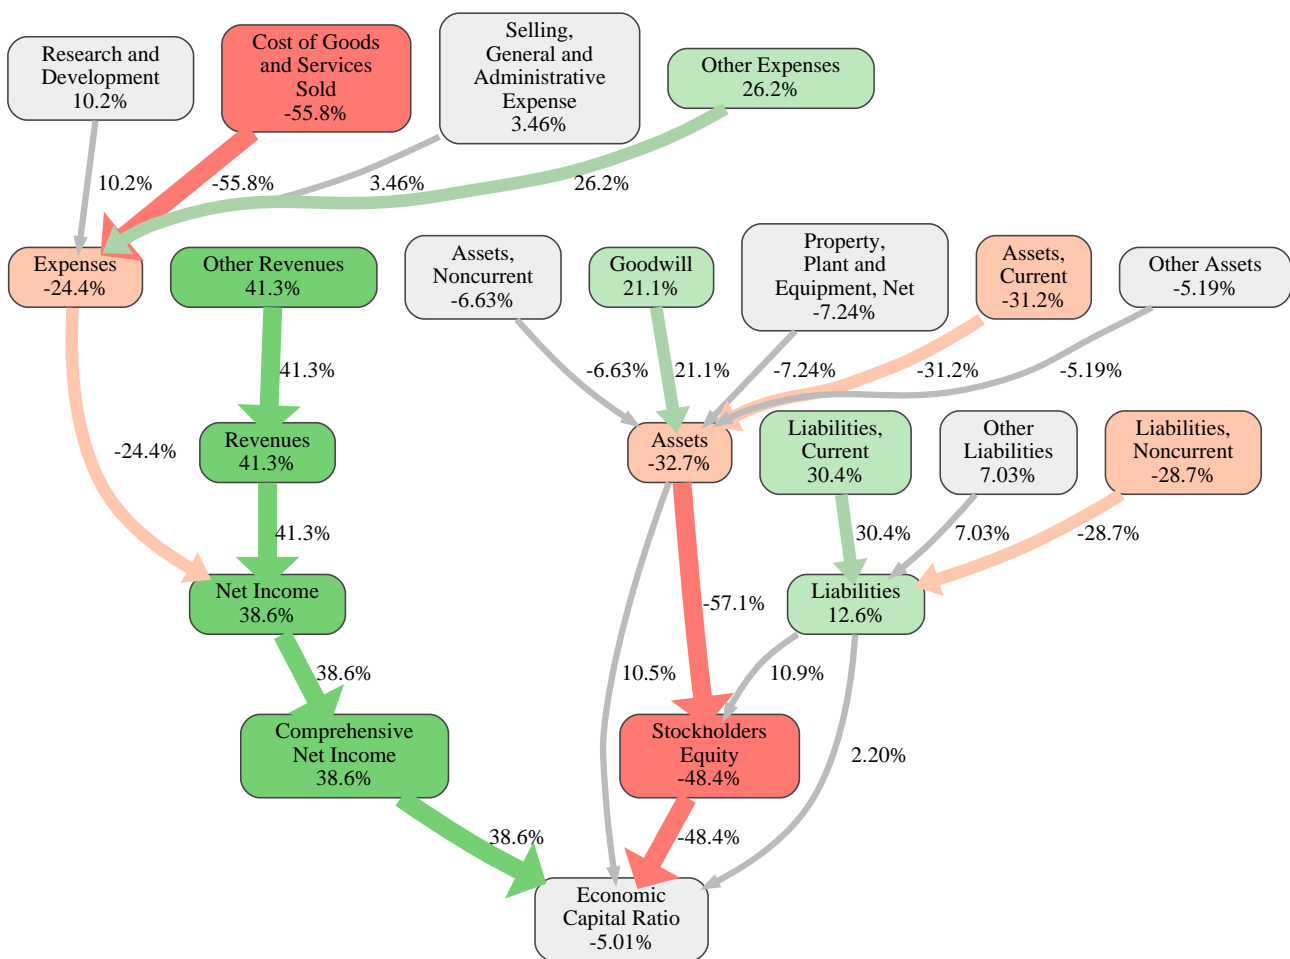 Research and
Development
10.2%
Cost of Goods
and Services
Sold
-55.8%
Selling,
General and
Administrative
Expense
3.46%
Other Expenses
26.2%
10.2%
-55.8%
3.46%
26.2%
Expenses
-24.4%
Other Revenues
41.3%
Assets,
Noncurrent
-6.63%
Goodwill
21.1%
Property,
Plant and
Equipment, Net
-7.24%
Assets,
Current
-31.2%
Other Assets
-5.19%
41.3%
-6.63%
21.1%
-7.24%
-31.2%
-5.19%
-24.4%
Revenues
41.3%
Assets
-32.7%
Liabilities,
Current
30.4%
Other
Liabilities
7.03%
Liabilities,
Noncurrent
-28.7%
41.3%
30.4%
7.03%
-28.7%
Net Income
38.6%
-57.1%
Liabilities
12.6%
38.6%
10.5%
10.9%
Comprehensive
Net Income
38.6%
Stockholders
Equity
-48.4%
2.20%
38.6%
-48.4%
Economic
Capital Ratio
-5.01%